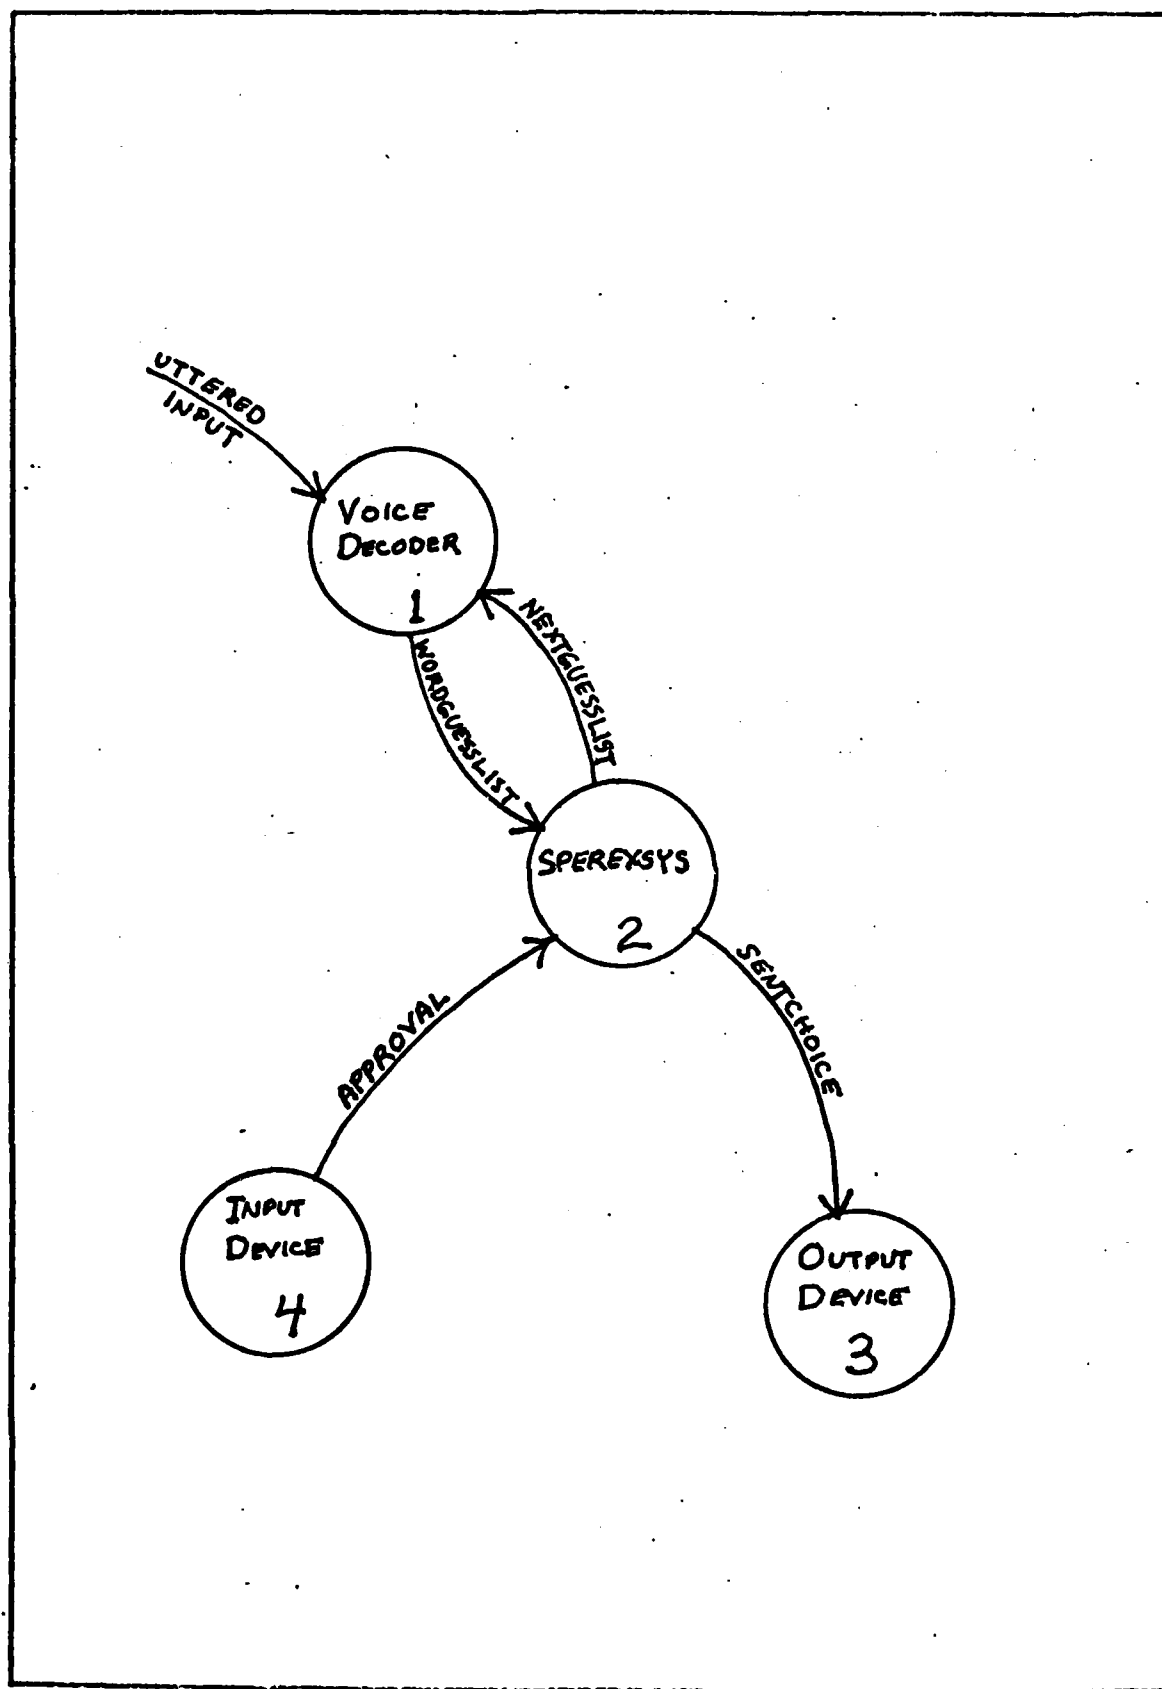 UTTERED
INPUT
VOICE
DECODER
1
WORDGUESSLIST
NEXTGUESSLIST
SPEREXSYS
2
APPROVAL
SENTCHOICE
INPUT
DEVICE
4
OUTPUT
DEVICE
3